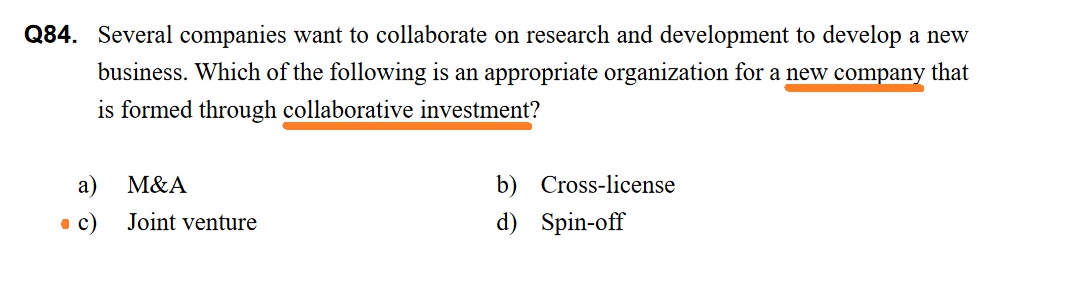 Q84. Several companies want to collaborate on research and development to develop a new
business. Which of the following is an appropriate organization for a new company that
is formed through collaborative investment?
a) M&A b) Cross-license
c) Joint venture d) Spin-off